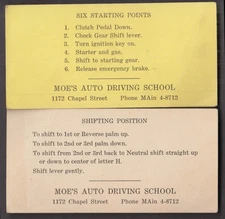 SIX STARTING POINTS
1. Clutch Pedal Down.
2. Check Gear Shift lever.
3. Turn ignition key on.
4. Starter and gas.
5. Shift to starting gear.
6. Release emergency brake.
MOE'S AUTO DRIVING SCHOOL
1172 Chapel Street Phone MAin 4-8712
SHIFTING POSITION
To shift to 1st or Reverse palm up.
To shift to 2nd or 3rd palm down.
To shift from 2nd or 3rd back to Neutral shift straight up
or down to center of letter H.
Shift lever gently.
MOE'S AUTO DRIVING SCHOOL
1172 Chapel Street Phone MAin 4-8712